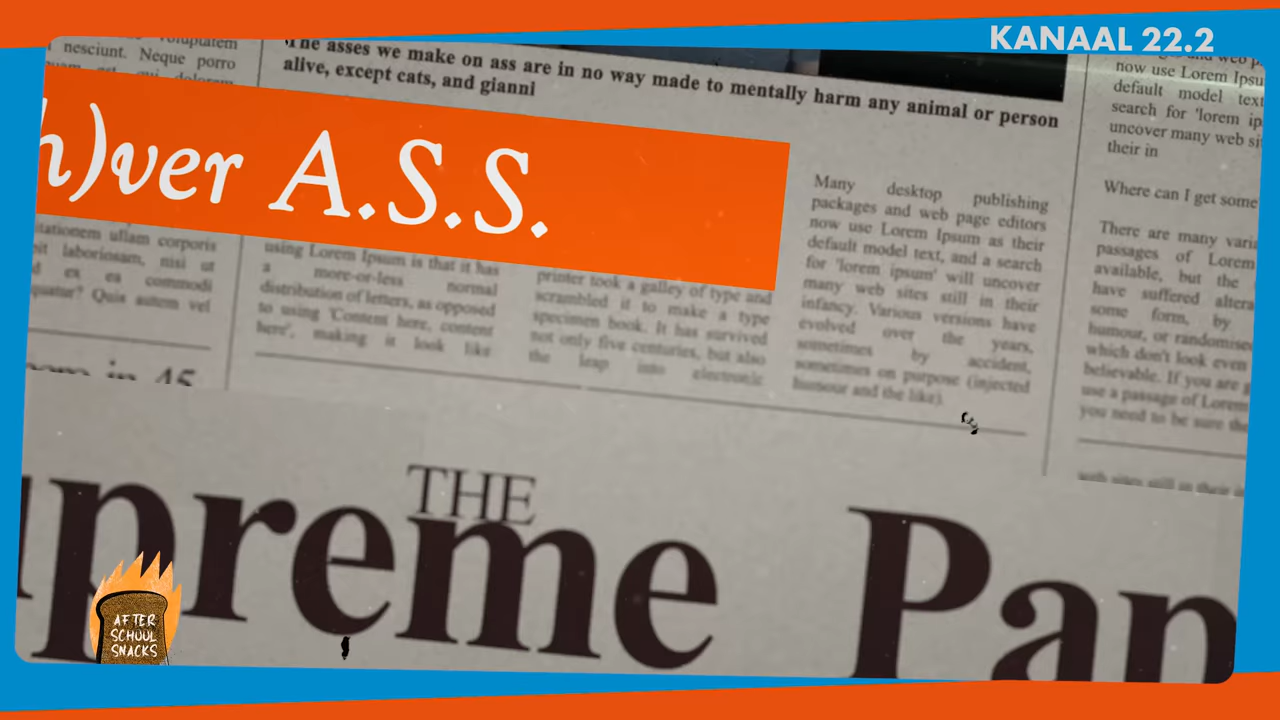 KANAAL 22.2
voluptatem
nesciunt. Neque porro
The asses we make on ass are in no way made to mentally harm any animal or person
alive, except cats, and gianni
now use Lorem Ipsu
default model text
search for 'lorem ip
uncover many web sit
their in
Where can I get some
There are many varia
passages of Lorem
available, but the
have suffered altera
some form, by
humour, or randomised
which don't look even
believable. If you are g
use a passage of Lorem
you need to be sure the
h)ver A.S.S.
ullam corporis
laboriosam, nisi ut
ex ea commodi
Quis autem vel
using Lorem Ipsum is that it has
a more-or-less normal
distribution of letters, as opposed
to using 'Content here, content
here', making it look like
printer took a galley of type and
scrambled it to make a type
specimen book. It has survived
not only five centuries, but also
the leap into electronic
Many desktop publishing
packages and web page editors
now use Lorem Ipsum as their
default model text, and a search
for 'lorem ipsum' will uncover
many web sites still in their
infancy. Various versions have
evolved over the years,
sometimes by accident,
sometimes on purpose (injected
humour and the like).
in 45
THE
upreme Pap
AFTER
SCHOOL
SNACKS